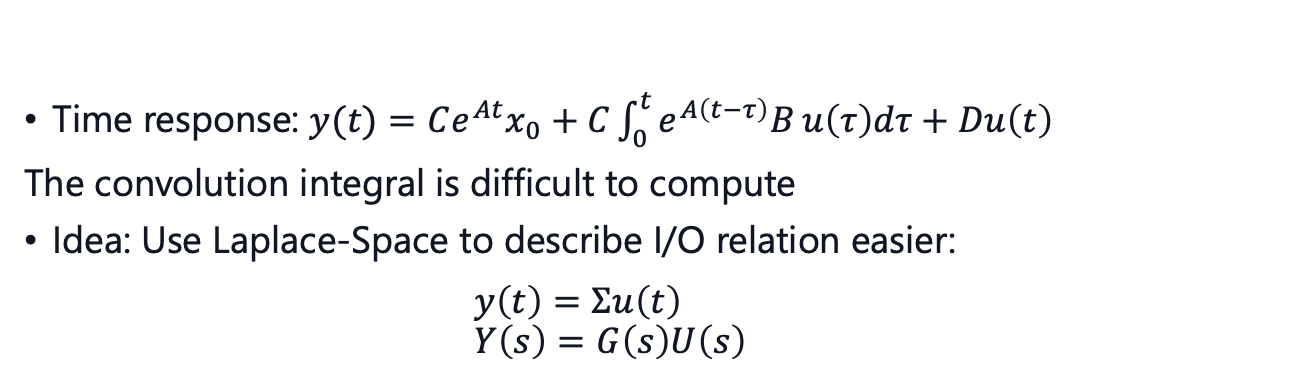 • Time response: y(t) = Ce^{At}x_0 + C ∫_0^t e^{A(t−τ)}B u(τ)dτ + Du(t)
The convolution integral is difficult to compute
• Idea: Use Laplace-Space to describe I/O relation easier:
y(t) = Σu(t)
Y(s) = G(s)U(s)